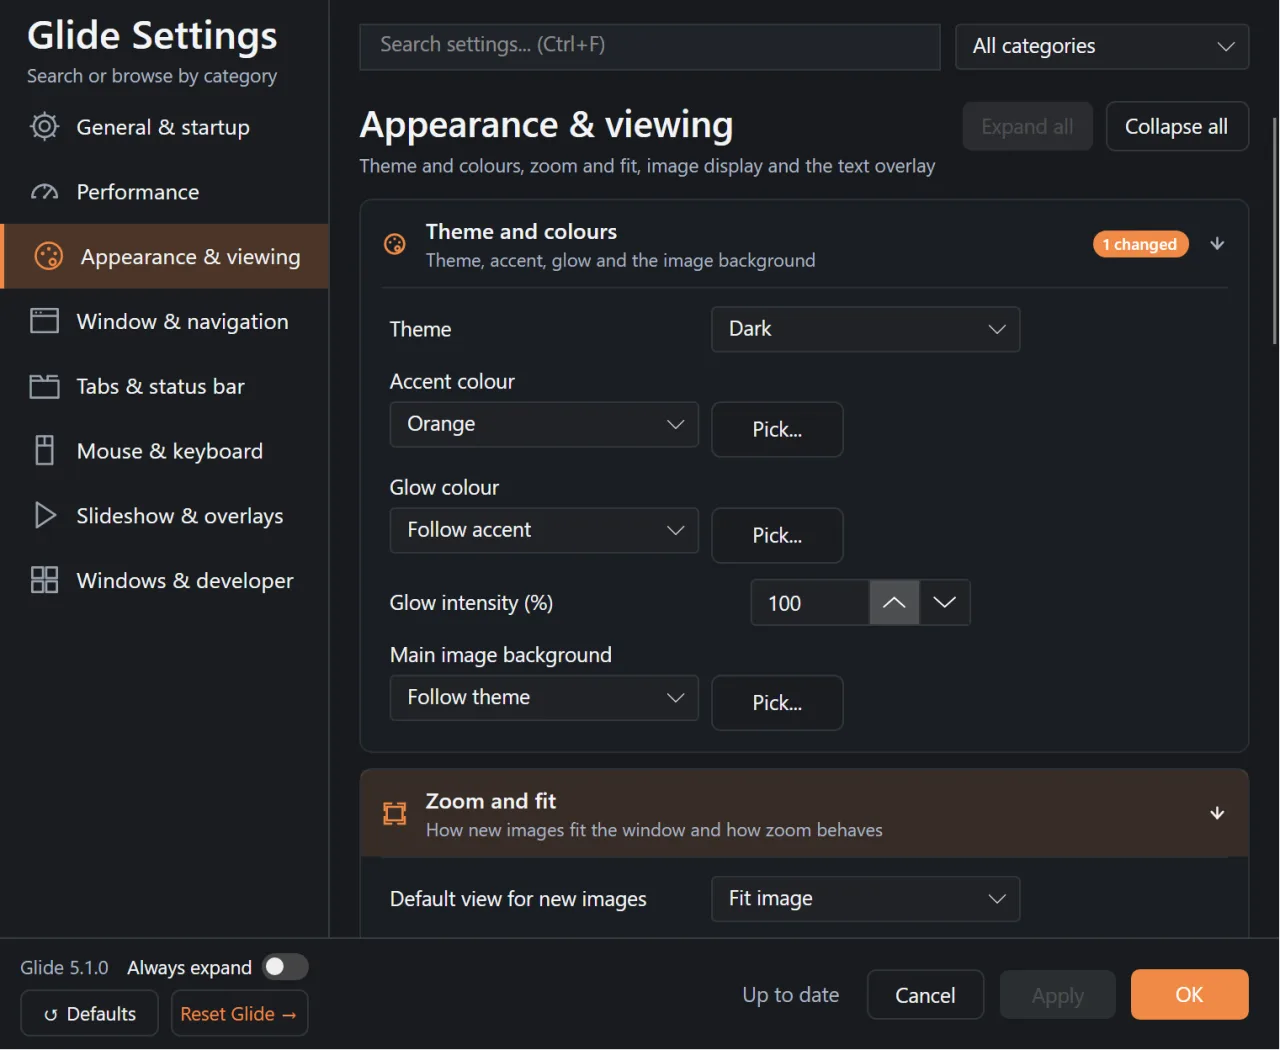 Glide Settings
Search or browse by category
General & startup
Performance
Appearance & viewing
Window & navigation
Tabs & status bar
Mouse & keyboard
Slideshow & overlays
Windows & developer
Search settings... (Ctrl+F)
All categories
Appearance & viewing
Expand all
Collapse all
Theme and colours, zoom and fit, image display and the text overlay
Theme and colours
Theme, accent, glow and the image background
1 changed
Theme
Dark
Accent colour
Orange
Pick...
Glow colour
Follow accent
Pick...
Glow intensity (%)
100
Main image background
Follow theme
Pick...
Zoom and fit
How new images fit the window and how zoom behaves
Default view for new images
Fit image
Glide 5.1.0
Always expand
↺ Defaults
Reset Glide →
Up to date
Cancel
Apply
OK